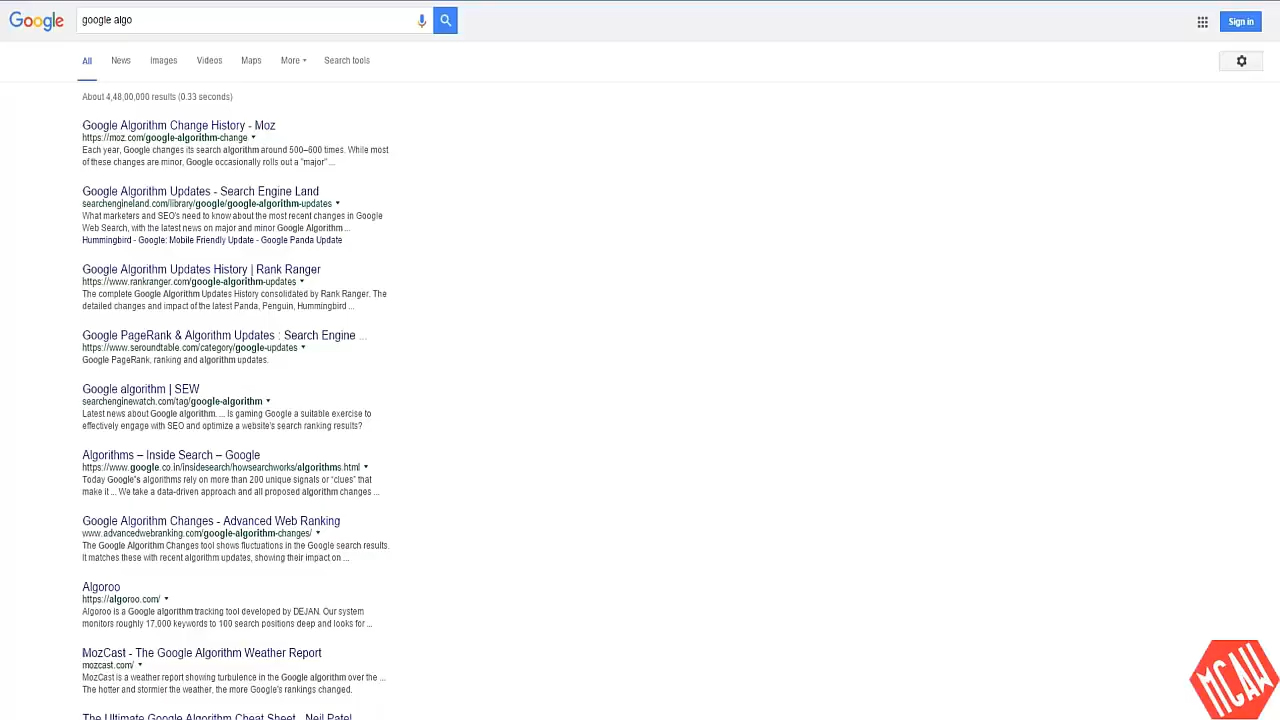 Google
google algo
Sign in
All News Images Videos Maps More Search tools
About 4,48,00,000 results (0.33 seconds)
Google Algorithm Change History - Moz
https://moz.com/google-algorithm-change
Each year, Google changes its search algorithm around 500–600 times. While most
of these changes are minor, Google occasionally rolls out a "major" ...
Google Algorithm Updates - Search Engine Land
searchengineland.com/library/google/google-algorithm-updates
What marketers and SEO's need to know about the most recent changes in Google
Web Search, with the latest news on major and minor Google Algorithm ...
Hummingbird - Google: Mobile Friendly Update - Google Panda Update
Google Algorithm Updates History | Rank Ranger
https://www.rankranger.com/google-algorithm-updates
The complete Google Algorithm Updates History consolidated by Rank Ranger. The
detailed changes and impact of the latest Panda, Penguin, Hummingbird ...
Google PageRank & Algorithm Updates : Search Engine ...
https://www.seroundtable.com/category/google-updates
Google PageRank, ranking and algorithm updates.
Google algorithm | SEW
searchenginewatch.com/tag/google-algorithm
Latest news about Google algorithm. ... Is gaming Google a suitable exercise to
effectively engage with SEO and optimize a website's search ranking results?
Algorithms – Inside Search – Google
https://www.google.co.in/insidesearch/howsearchworks/algorithms.html
Today Google"s algorithms rely on more than 200 unique signals or "clues" that
make it ... We take a data-driven approach and all proposed algorithm changes ...
Google Algorithm Changes - Advanced Web Ranking
www.advancedwebranking.com/google-algorithm-changes/
The Google Algorithm Changes tool shows fluctuations in the Google search results.
It matches these with recent algorithm updates, showing their impact on ...
Algoroo
https://algoroo.com/
Algoroo is a Google algorithm tracking tool developed by DEJAN. Our system
monitors roughly 17,000 keywords to 100 search positions deep and looks for ...
MozCast - The Google Algorithm Weather Report
mozcast.com/
MozCast is a weather report showing turbulence in the Google algorithm over the ...
The hotter and stormier the weather, the more Google's rankings changed.
The Ultimate Google Algorithm Cheat Sheet - Neil Patel
MCAW